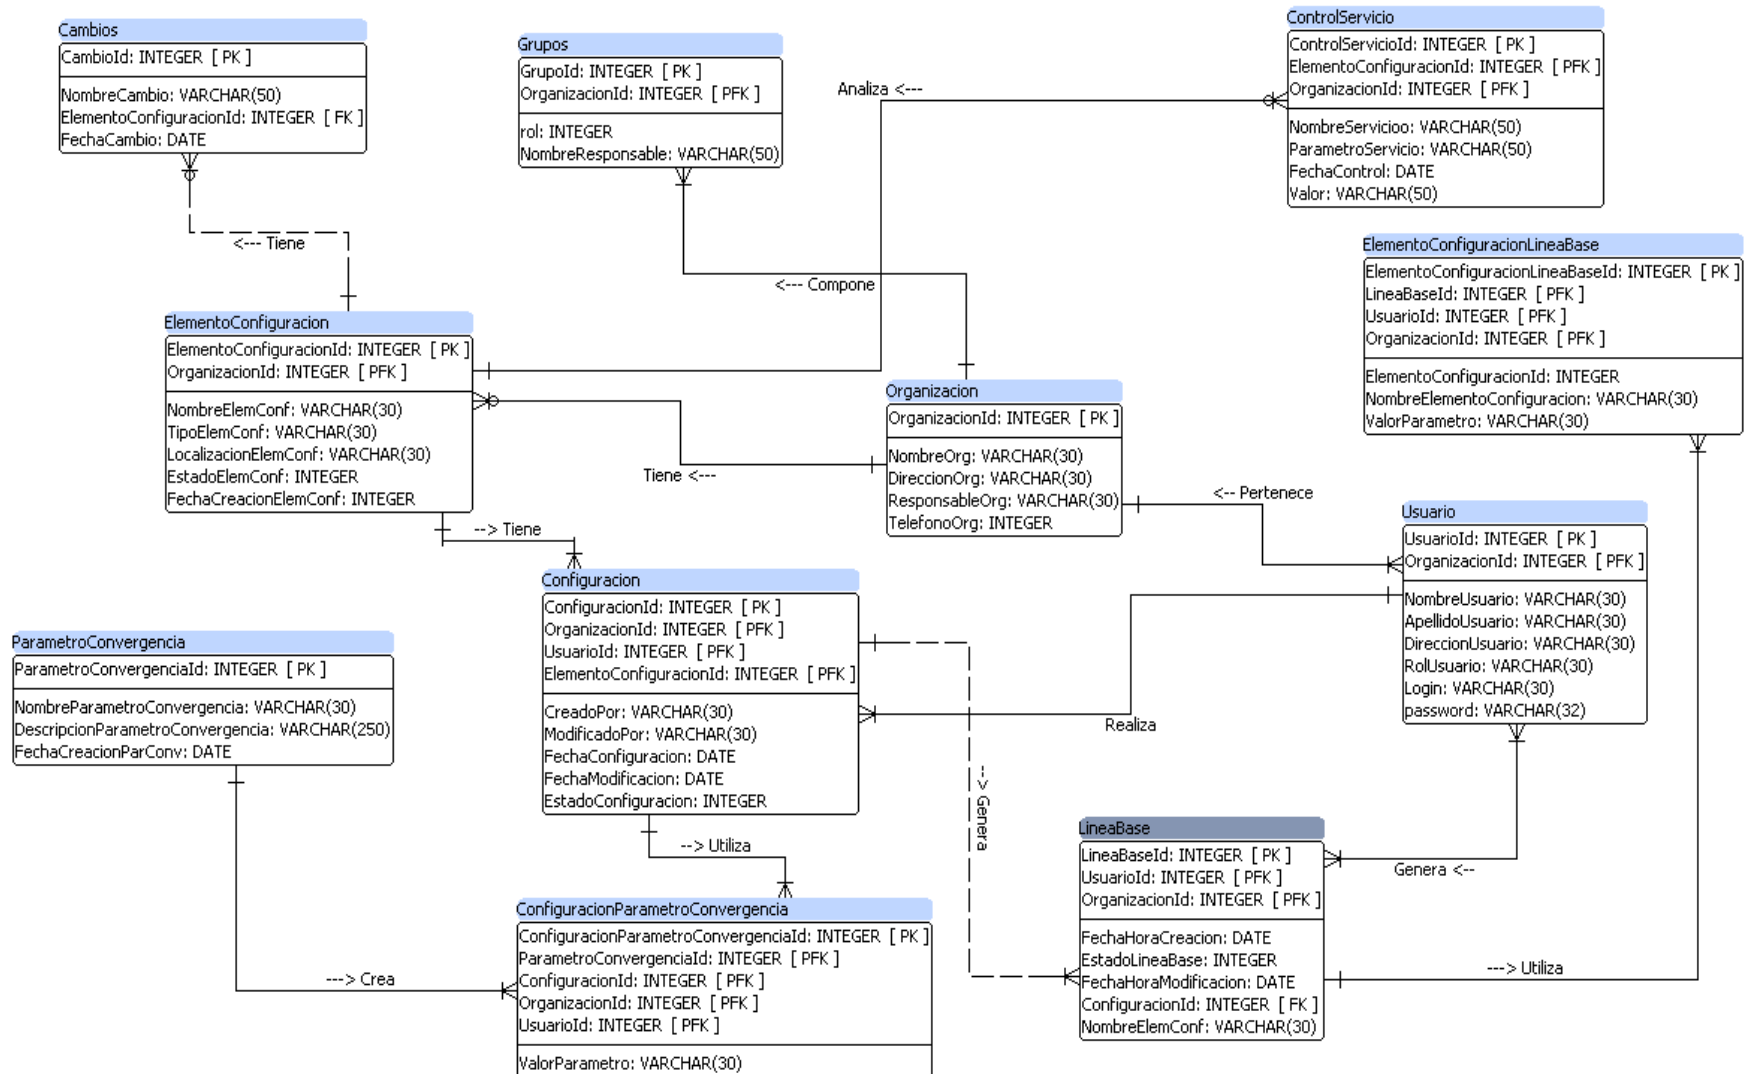 Cambios
CambioId: INTEGER [ PK ]
NombreCambio: VARCHAR(50)
ElementoConfiguracionId: INTEGER [ FK ]
FechaCambio: DATE
Grupos
GrupoId: INTEGER [ PK ]
OrganizacionId: INTEGER [ PFK ]
rol: INTEGER
NombreResponsable: VARCHAR(50)
ControlServicio
ControlServicioId: INTEGER [ PK ]
ElementoConfiguracionId: INTEGER [ PFK ]
OrganizacionId: INTEGER [ PFK ]
NombreServicioo: VARCHAR(50)
ParametroServicio: VARCHAR(50)
FechaControl: DATE
Valor: VARCHAR(50)
Analiza <---
<--- Tiene
<--- Compone
ElementoConfiguracionLineaBase
ElementoConfiguracionLineaBaseId: INTEGER [ PK ]
LineaBaseId: INTEGER [ PFK ]
UsuarioId: INTEGER [ PFK ]
OrganizacionId: INTEGER [ PFK ]
ElementoConfiguracionId: INTEGER
NombreElementoConfiguracion: VARCHAR(30)
ValorParametro: VARCHAR(30)
ElementoConfiguracion
ElementoConfiguracionId: INTEGER [ PK ]
OrganizacionId: INTEGER [ PFK ]
NombreElemConf: VARCHAR(30)
TipoElemConf: VARCHAR(30)
LocalizacionElemConf: VARCHAR(30)
EstadoElemConf: INTEGER
FechaCreacionElemConf: INTEGER
Organizacion
OrganizacionId: INTEGER [ PK ]
NombreOrg: VARCHAR(30)
DireccionOrg: VARCHAR(30)
ResponsableOrg: VARCHAR(30)
TelefonoOrg: INTEGER
Tiene <---
<-- Pertenece
--> Tiene
Usuario
UsuarioId: INTEGER [ PK ]
OrganizacionId: INTEGER [ PFK ]
NombreUsuario: VARCHAR(30)
ApellidoUsuario: VARCHAR(30)
DireccionUsuario: VARCHAR(30)
RolUsuario: VARCHAR(30)
Login: VARCHAR(30)
password: VARCHAR(32)
Configuracion
ConfiguracionId: INTEGER [ PK ]
OrganizacionId: INTEGER [ PFK ]
UsuarioId: INTEGER [ PFK ]
ElementoConfiguracionId: INTEGER [ PFK ]
CreadoPor: VARCHAR(30)
ModificadoPor: VARCHAR(30)
FechaConfiguracion: DATE
FechaModificacion: DATE
EstadoConfiguracion: INTEGER
ParametroConvergencia
ParametroConvergenciaId: INTEGER [ PK ]
NombreParametroConvergencia: VARCHAR(30)
DescripcionParametroConvergencia: VARCHAR(250)
FechaCreacionParConv: DATE
Realiza
--> Genera
--> Utiliza
Genera <--
LineaBase
LineaBaseId: INTEGER [ PK ]
UsuarioId: INTEGER [ PFK ]
OrganizacionId: INTEGER [ PFK ]
FechaHoraCreacion: DATE
EstadoLineaBase: INTEGER
FechaHoraModificacion: DATE
ConfiguracionId: INTEGER [ FK ]
NombreElemConf: VARCHAR(30)
---> Utiliza
---> Crea
ConfiguracionParametroConvergencia
ConfiguracionParametroConvergenciaId: INTEGER [ PK ]
ParametroConvergenciaId: INTEGER [ PFK ]
ConfiguracionId: INTEGER [ PFK ]
OrganizacionId: INTEGER [ PFK ]
UsuarioId: INTEGER [ PFK ]
ValorParametro: VARCHAR(30)